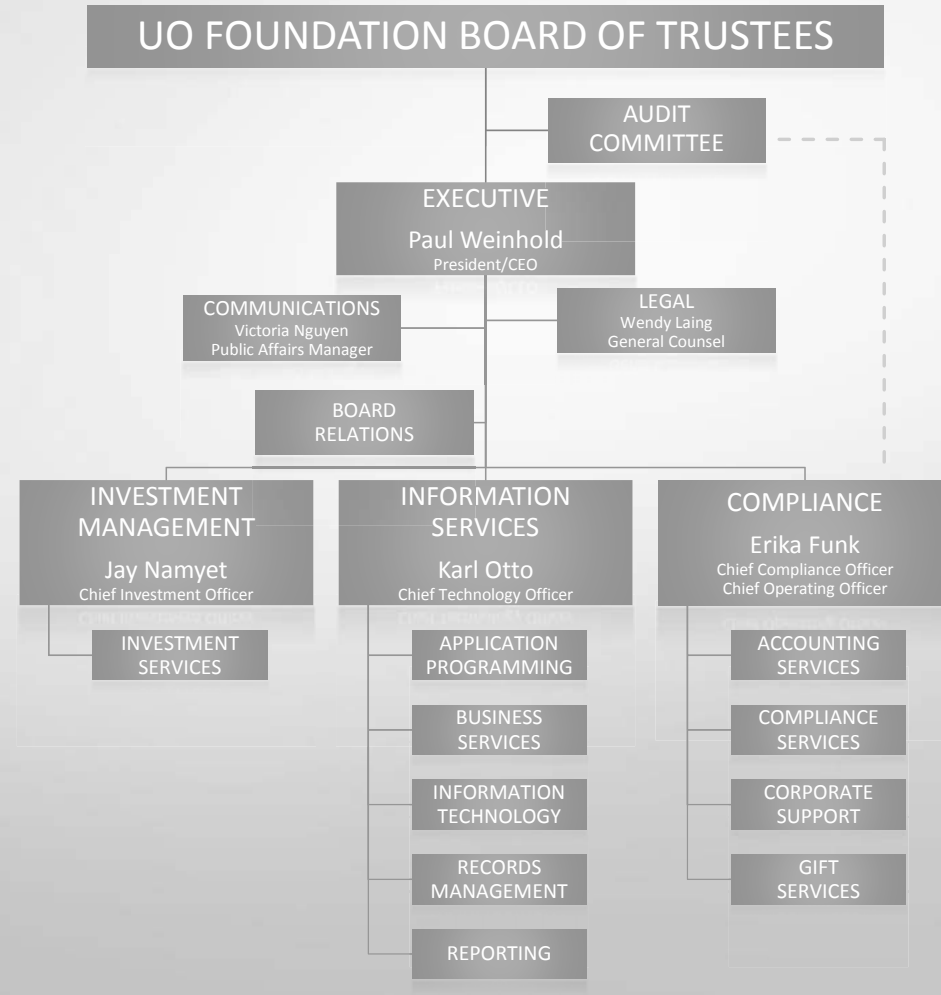 UO FOUNDATION BOARD OF TRUSTEES
AUDIT
COMMITTEE
EXECUTIVE
Paul Weinhold
President/CEO
COMMUNICATIONS
Victoria Nguyen
Public Affairs Manager
LEGAL
Wendy Laing
General Counsel
BOARD
RELATIONS
INVESTMENT
MANAGEMENT
Jay Namyet
Chief Investment Officer
INVESTMENT
SERVICES
INFORMATION
SERVICES
Karl Otto
Chief Technology Officer
APPLICATION
PROGRAMMING
BUSINESS
SERVICES
INFORMATION
TECHNOLOGY
RECORDS
MANAGEMENT
REPORTING
COMPLIANCE
Erika Funk
Chief Compliance Officer
Chief Operating Officer
ACCOUNTING
SERVICES
COMPLIANCE
SERVICES
CORPORATE
SUPPORT
GIFT
SERVICES